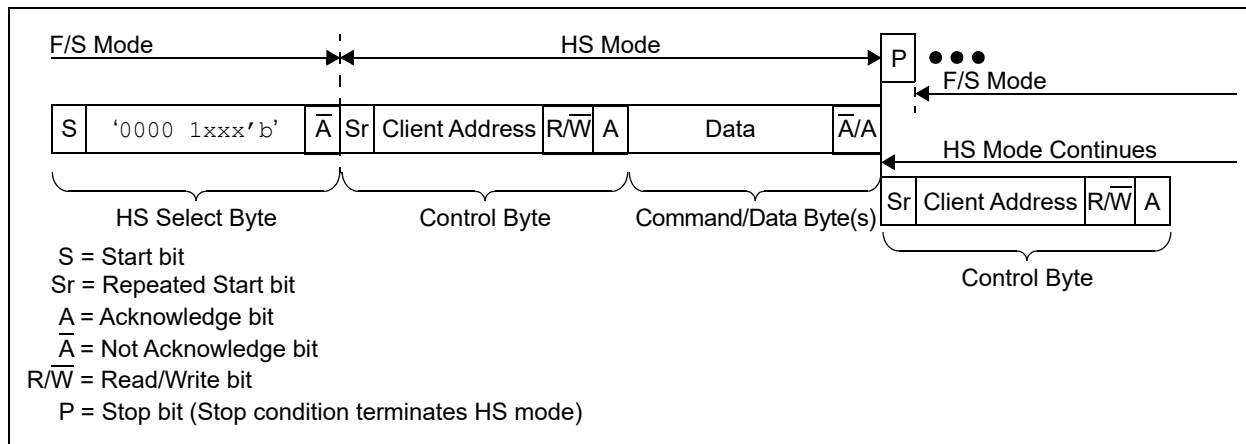 F/S Mode
HS Mode
P
F/S Mode
S '0000 1xxx'b' A̅ Sr Client Address R/W̅ A Data A̅/A
HS Mode Continues
HS Select Byte
Control Byte
Command/Data Byte(s)
Sr Client Address R/W̅ A
Control Byte
S = Start bit
Sr = Repeated Start bit
A = Acknowledge bit
A̅ = Not Acknowledge bit
R/W̅ = Read/Write bit
P = Stop bit (Stop condition terminates HS mode)